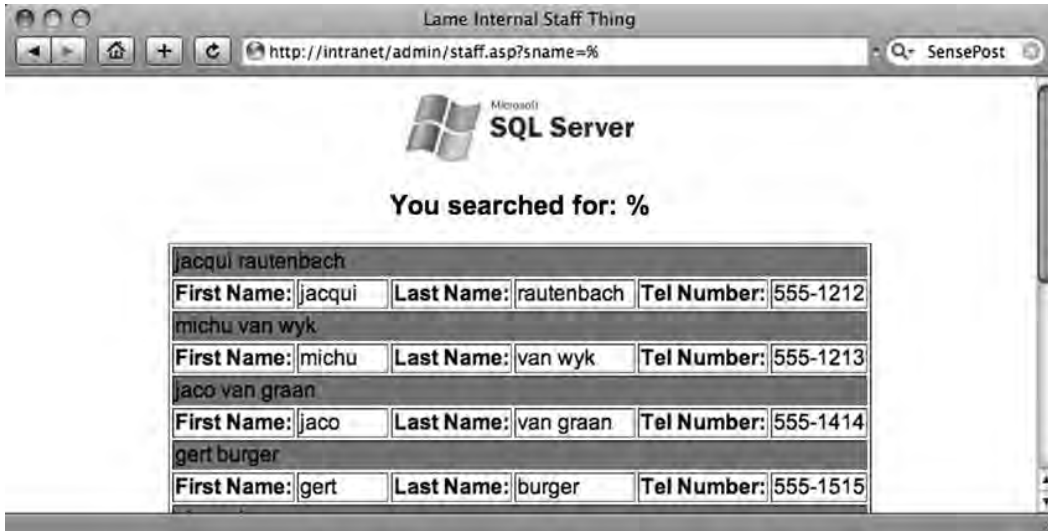 Lame Internal Staff Thing
http://intranet/admin/staff.asp?sname=%
SensePost
Microsoft
SQL Server
You searched for: %
jacqui rautenbach
First Name: jacqui Last Name: rautenbach Tel Number: 555-1212
michu van wyk
First Name: michu Last Name: van wyk Tel Number: 555-1213
jaco van graan
First Name: jaco Last Name: van graan Tel Number: 555-1414
gert burger
First Name: gert Last Name: burger Tel Number: 555-1515